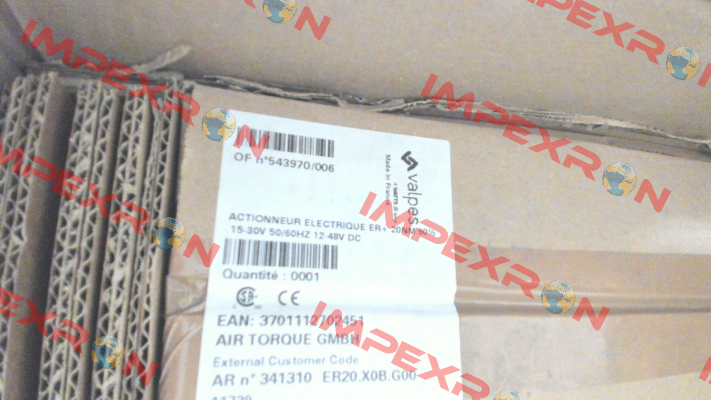 OF n°543970/006
valpes
Made in France
ACTIONNEUR ELECTRIQUE ER+ 20NM 90°
15-30V 50/60HZ 12-48V DC
Quantité : 0001
CE
EAN: 3701112702451
AIR TORQUE GMBH
External Customer Code
AR n° 341310 ER20.X0B.G00-
IMPEXRON
IMPEXRON
IMPEXRON
IMPEXRON
IMPEXRON